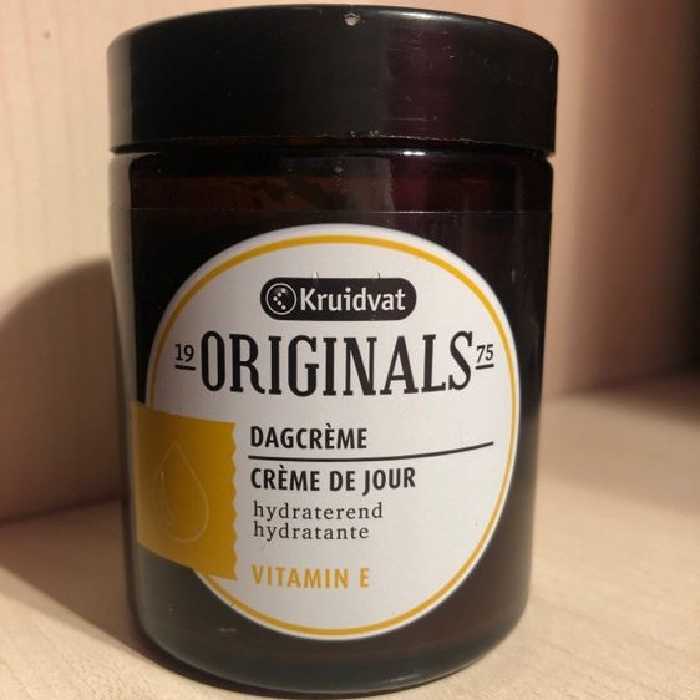 Kruidvat
19 ORIGINALS 75
DAGCRÈME
CRÈME DE JOUR
hydraterend
hydratante
VITAMIN E